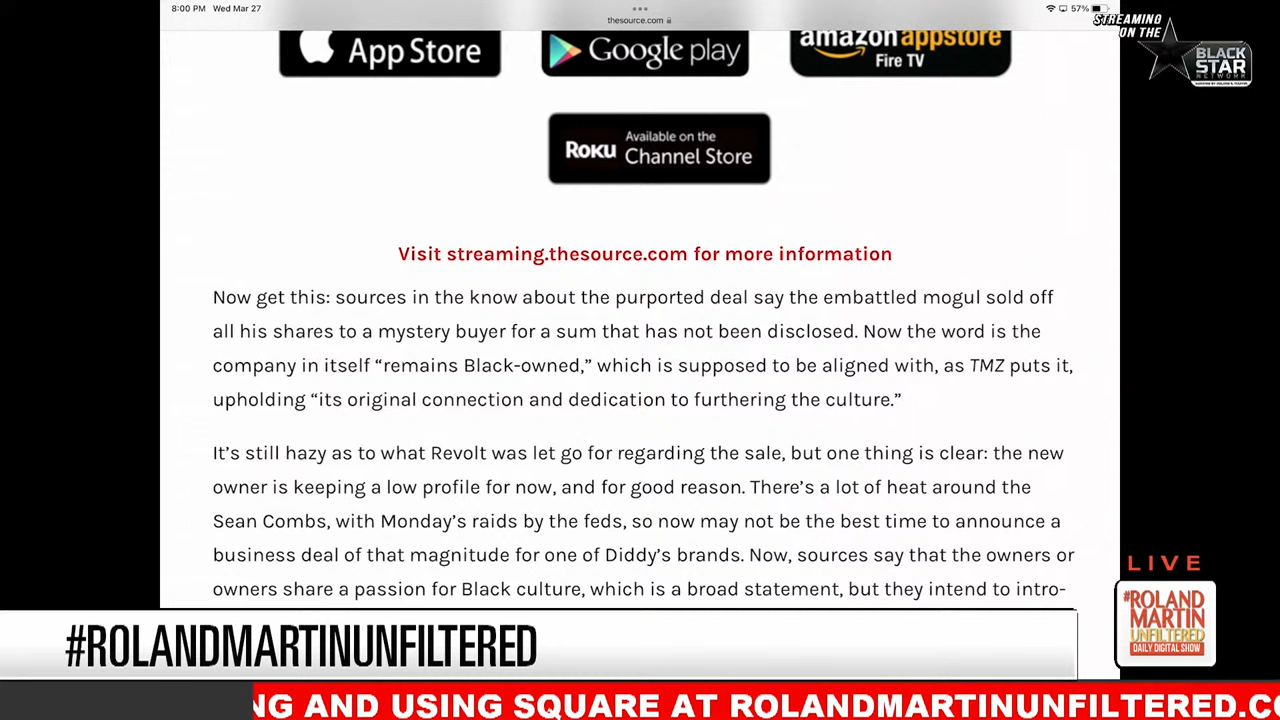 8:00 PM Wed Mar 27
thesource.com
57%
STREAMING
ON THE
BLACK
STAR
NETWORK
App Store
Google play
amazon appstore
Fire TV
ROKU
Available on the
Channel Store
Visit streaming.thesource.com for more information
Now get this: sources in the know about the purported deal say the embattled mogul sold off
all his shares to a mystery buyer for a sum that has not been disclosed. Now the word is the
company in itself “remains Black-owned,” which is supposed to be aligned with, as TMZ puts it,
upholding “its original connection and dedication to furthering the culture.”
It’s still hazy as to what Revolt was let go for regarding the sale, but one thing is clear: the new
owner is keeping a low profile for now, and for good reason. There’s a lot of heat around the
Sean Combs, with Monday’s raids by the feds, so now may not be the best time to announce a
business deal of that magnitude for one of Diddy’s brands. Now, sources say that the owners or
owners share a passion for Black culture, which is a broad statement, but they intend to intro-
LIVE
#ROLAND
MARTIN
UNFILTERED
DAILY DIGITAL SHOW
#ROLANDMARTINUNFILTERED
NG AND USING SQUARE AT ROLANDMARTINUNFILTERED.CO